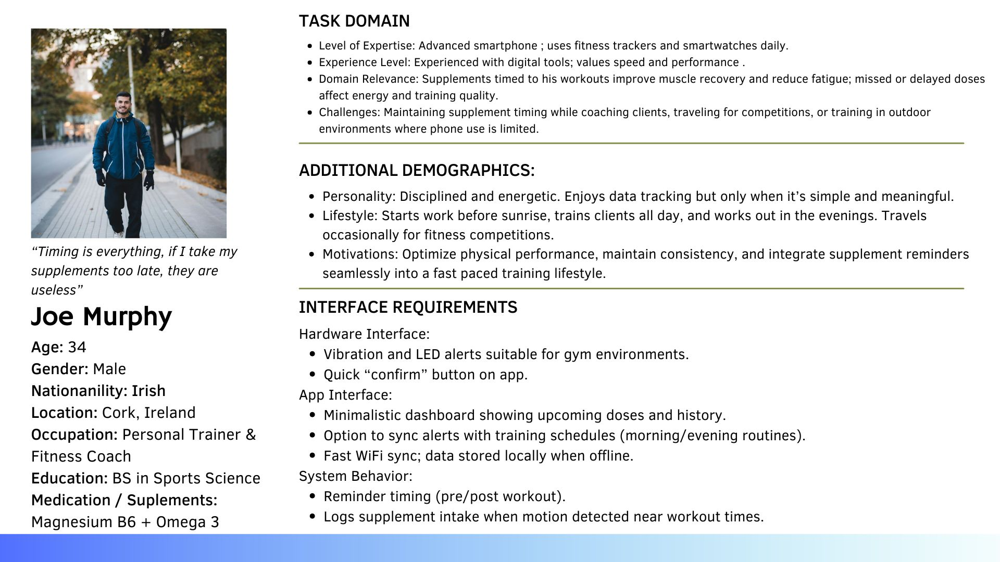 “Timing is everything, if I take my
supplements too late, they are
useless”
Joe Murphy
Age: 34
Gender: Male
Nationanility: Irish
Location: Cork, Ireland
Occupation: Personal Trainer &
Fitness Coach
Education: BS in Sports Science
Medication / Suplements:
Magnesium B6 + Omega 3
TASK DOMAIN
• Level of Expertise: Advanced smartphone ; uses fitness trackers and smartwatches daily.
• Experience Level: Experienced with digital tools; values speed and performance .
• Domain Relevance: Supplements timed to his workouts improve muscle recovery and reduce fatigue; missed or delayed doses
affect energy and training quality.
• Challenges: Maintaining supplement timing while coaching clients, traveling for competitions, or training in outdoor
environments where phone use is limited.
ADDITIONAL DEMOGRAPHICS:
• Personality: Disciplined and energetic. Enjoys data tracking but only when it’s simple and meaningful.
• Lifestyle: Starts work before sunrise, trains clients all day, and works out in the evenings. Travels
occasionally for fitness competitions.
• Motivations: Optimize physical performance, maintain consistency, and integrate supplement reminders
seamlessly into a fast paced training lifestyle.
INTERFACE REQUIREMENTS
Hardware Interface:
• Vibration and LED alerts suitable for gym environments.
• Quick “confirm” button on app.
App Interface:
• Minimalistic dashboard showing upcoming doses and history.
• Option to sync alerts with training schedules (morning/evening routines).
• Fast WiFi sync; data stored locally when offline.
System Behavior:
• Reminder timing (pre/post workout).
• Logs supplement intake when motion detected near workout times.